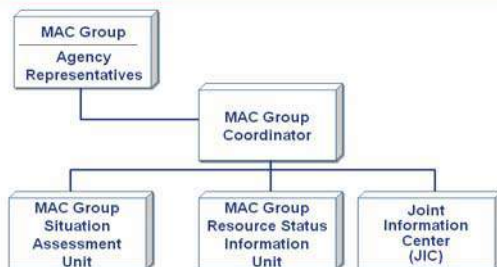 MAC Group
Agency
Representatives
MAC Group
Coordinator
MAC Group
Situation
Assessment
Unit
MAC Group
Resource Status
Information
Unit
Joint
Information
Center
(JIC)